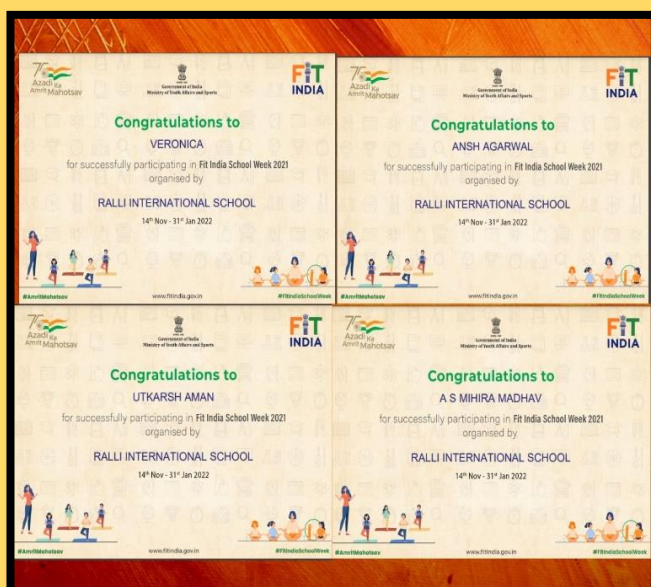 75
Azadi Ka
Amrit Mahotsav
Government of India
Ministry of Youth Affairs and Sports
FIT
INDIA
Congratulations to
VERONICA
for successfully participating in Fit India School Week 2021
organised by
RALLI INTERNATIONAL SCHOOL
14th Nov - 31st Jan 2022
#AmritMahotsav
www.fitindia.gov.in
#FitIndiaSchoolWeek
75
Azadi Ka
Amrit Mahotsav
Government of India
Ministry of Youth Affairs and Sports
FIT
INDIA
Congratulations to
ANSH AGARWAL
for successfully participating in Fit India School Week 2021
organised by
RALLI INTERNATIONAL SCHOOL
14th Nov - 31st Jan 2022
#AmritMahotsav
www.fitindia.gov.in
#FitIndiaSchoolWeek
75
Azadi Ka
Amrit Mahotsav
Government of India
Ministry of Youth Affairs and Sports
FIT
INDIA
Congratulations to
UTKARSH AMAN
for successfully participating in Fit India School Week 2021
organised by
RALLI INTERNATIONAL SCHOOL
14th Nov - 31st Jan 2022
#AmritMahotsav
www.fitindia.gov.in
#FitIndiaSchoolWeek
75
Azadi Ka
Amrit Mahotsav
Government of India
Ministry of Youth Affairs and Sports
FIT
INDIA
Congratulations to
A S MIHIRA MADHAV
for successfully participating in Fit India School Week 2021
organised by
RALLI INTERNATIONAL SCHOOL
14th Nov - 31st Jan 2022
#AmritMahotsav
www.fitindia.gov.in
#FitIndiaSchoolWeek